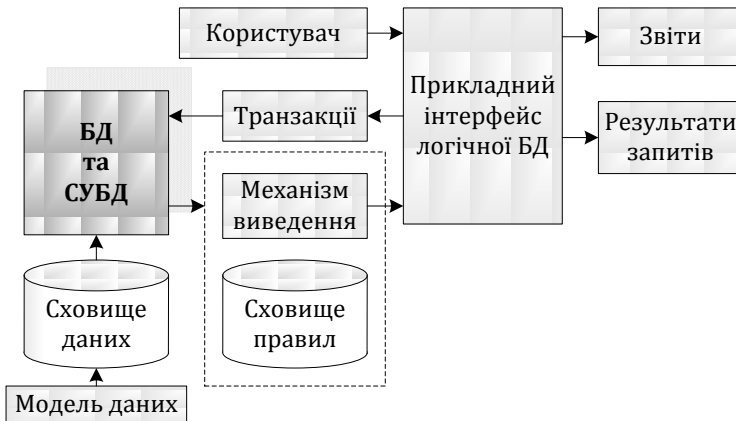 Користувач
Прикладний
інтерфейс
логічної БД
Звіти
БД
та
СУБД
Транзакції
Результати
запитів
Механізм
виведення
Сховище
даних
Сховище
правил
Модель даних